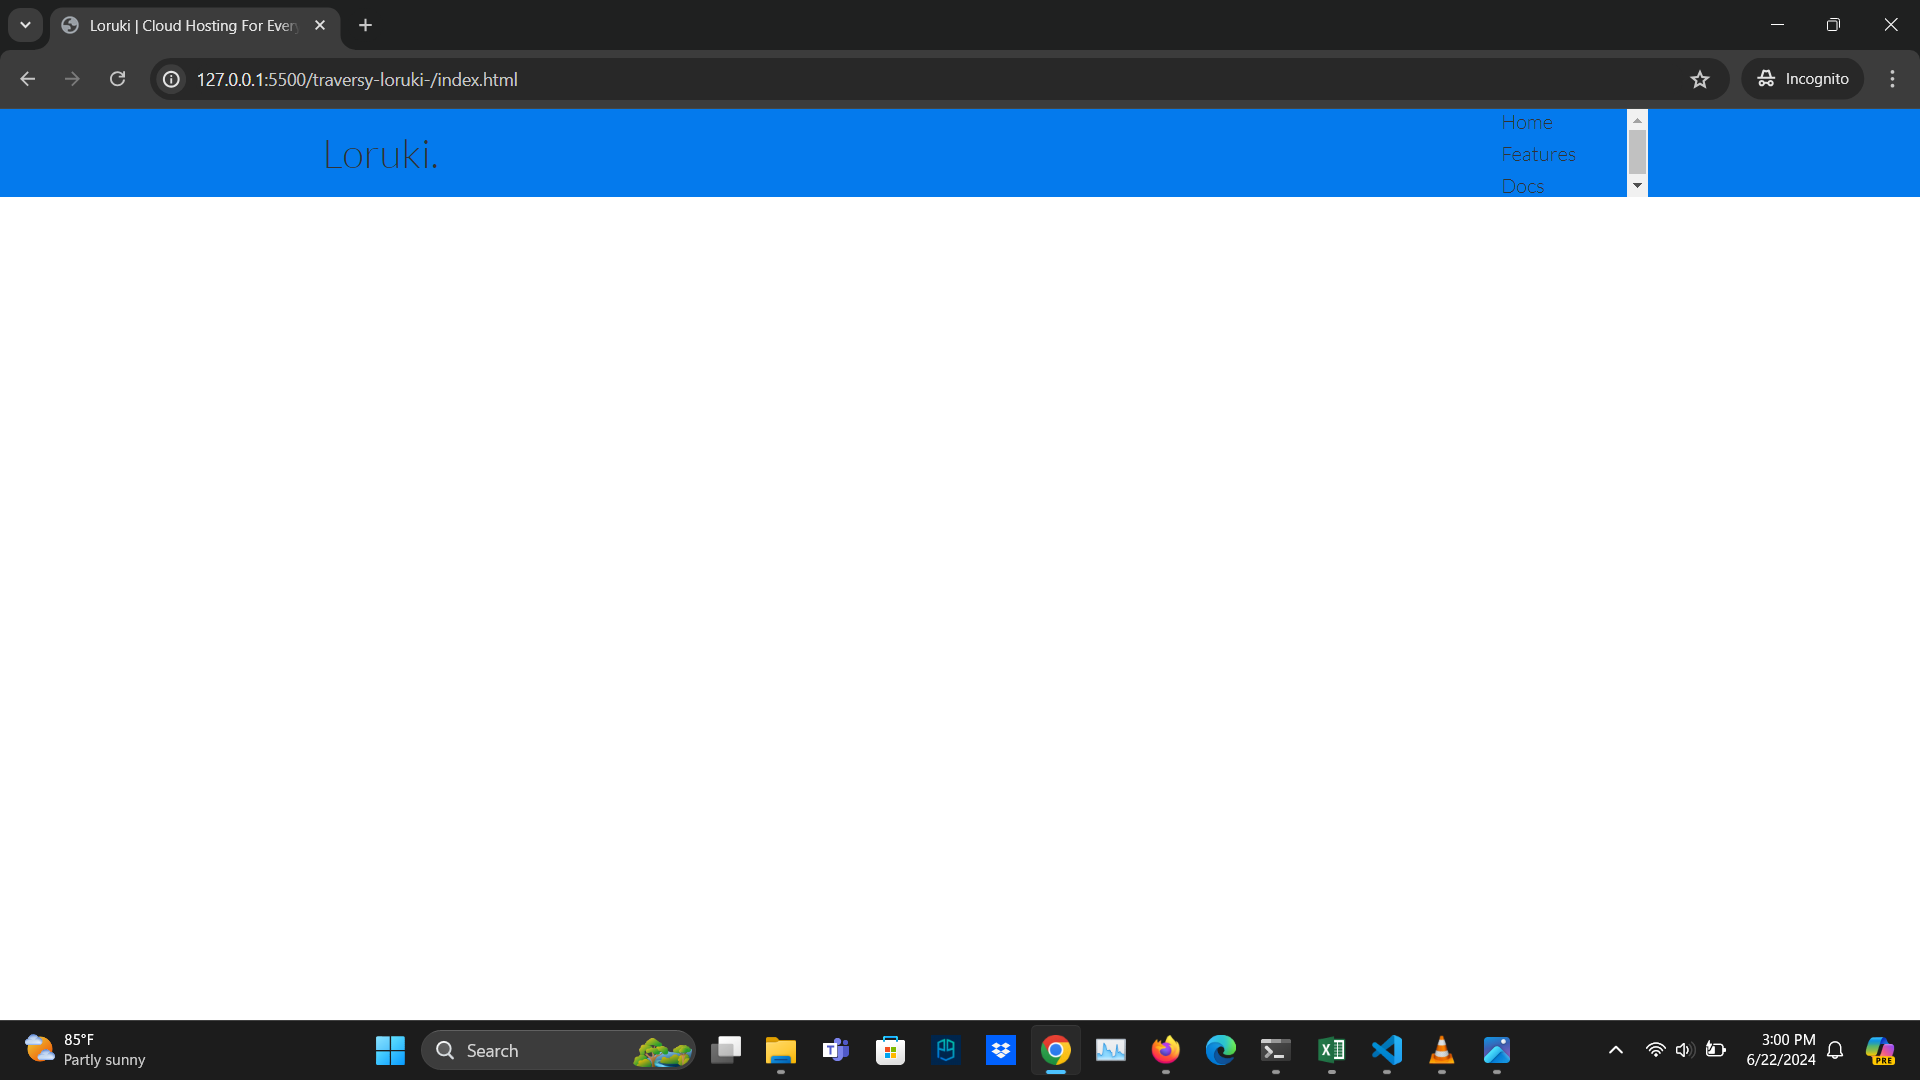 Loruki | Cloud Hosting For Every
127.0.0.1:5500/traversy-loruki-/index.html
Incognito
Loruki.
Home
Features
Docs
85°F
Partly sunny
Search
3:00 PM
6/22/2024
PRE